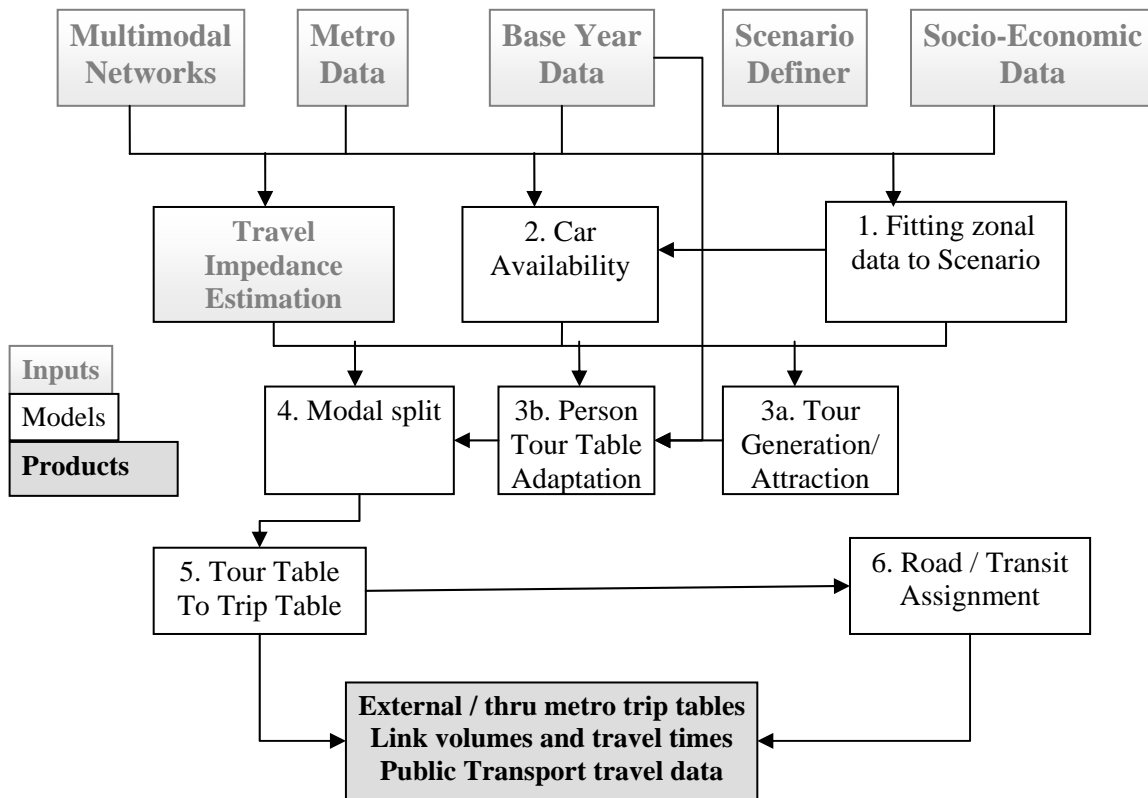 Multimodal
Networks
Metro
Data
Base Year
Data
Scenario
Definer
Socio-Economic
Data
Travel
Impedance
Estimation
2. Car
Availability
1. Fitting zonal
data to Scenario
Inputs
Models
Products
4. Modal split
3b. Person
Tour Table
Adaptation
3a. Tour
Generation/
Attraction
5. Tour Table
To Trip Table
6. Road / Transit
Assignment
External / thru metro trip tables
Link volumes and travel times
Public Transport travel data